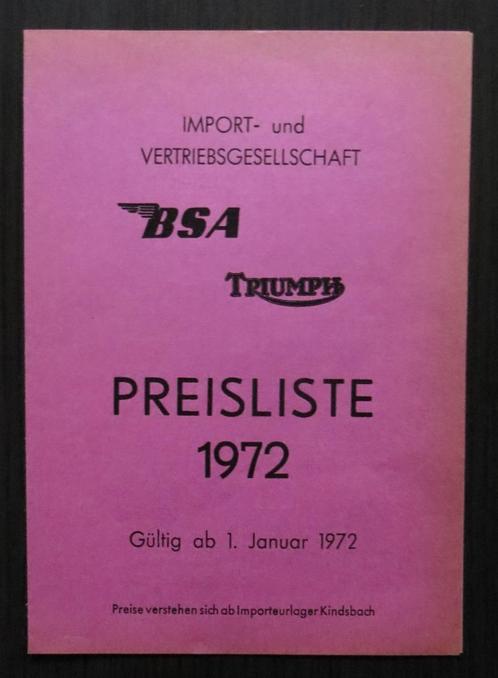 IMPORT- und
VERTRIEBSGESELLSCHAFT
BSA
TRIUMPH
PREISLISTE
1972
Gültig ab 1. Januar 1972
Preise verstehen sich ab Importeurlager Kindsbach